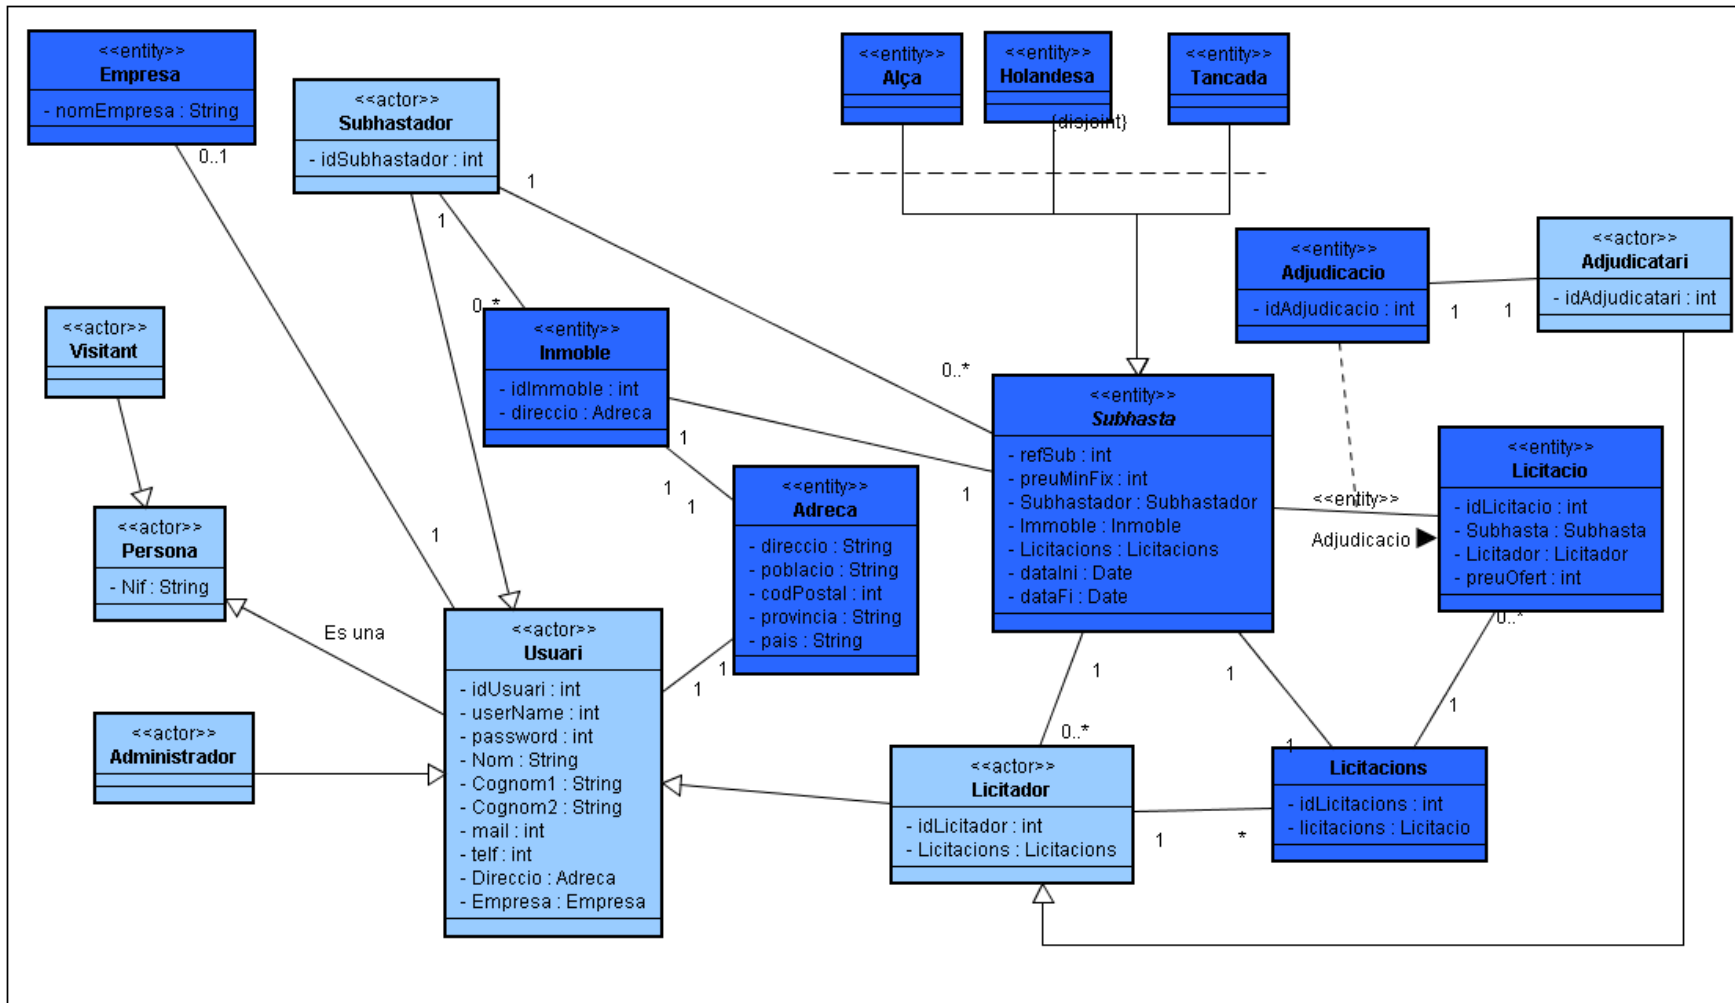 <<entity>>
Empresa
- nomEmpresa : String
0..1
<<actor>>
Subhastador
- idSubhastador : int
1
1
<<entity>>
Alça
<<entity>>
Holandesa
<<entity>>
Tancada
{disjoint}
<<entity>>
Adjudicacio
- idAdjudicacio : int
1
1
<<actor>>
Adjudicatari
- idAdjudicatari : int
<<actor>>
Visitant
0..*
<<entity>>
Inmoble
- idImmoble : int
- direccio : Adreca
1
1
0..*
1
<<entity>>
Subhasta
- refSub : int
- preuMinFix : int
- Subhastador : Subhastador
- Immoble : Inmoble
- Licitacions : Licitacions
- dataIni : Date
- dataFi : Date
<<entity>>
Adjudicacio
<<entity>>
Licitacio
- idLicitacio : int
- Subhasta : Subhasta
- Licitador : Licitador
- preuOfert : int
0..*
<<actor>>
Persona
- Nif : String
Es una
1
1
<<entity>>
Adreca
- direccio : String
- poblacio : String
- codPostal : int
- provincia : String
- pais : String
1
1
<<actor>>
Usuari
- idUsuari : int
- userName : int
- password : int
- Nom : String
- Cognom1 : String
- Cognom2 : String
- mail : int
- telf : int
- Direccio : Adreca
- Empresa : Empresa
<<actor>>
Administrador
1
0..*
1
1
1
<<actor>>
Licitador
- idLicitador : int
- Licitacions : Licitacions
1
*
Licitacions
- idLicitacions : int
- licitacions : Licitacio